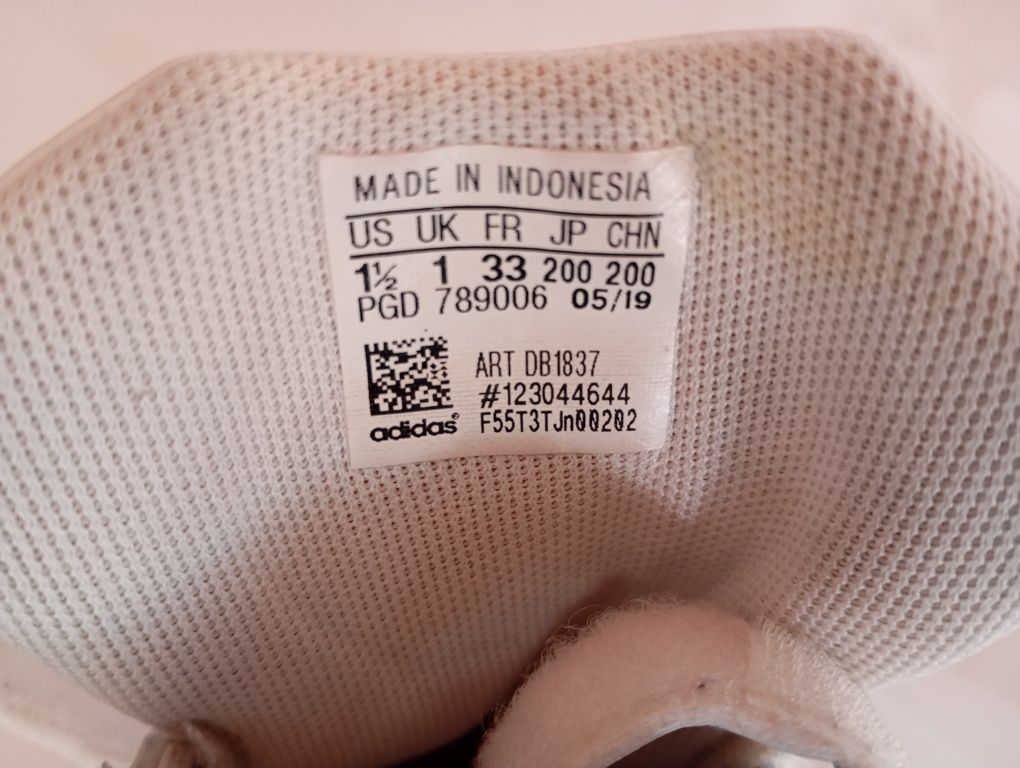 MADE IN INDONESIA
US UK FR JP CHN
1½ 1 33 200 200
PGD 789006 05/19
ART DB1837
#123044644
adidas® F55T3TJn00202